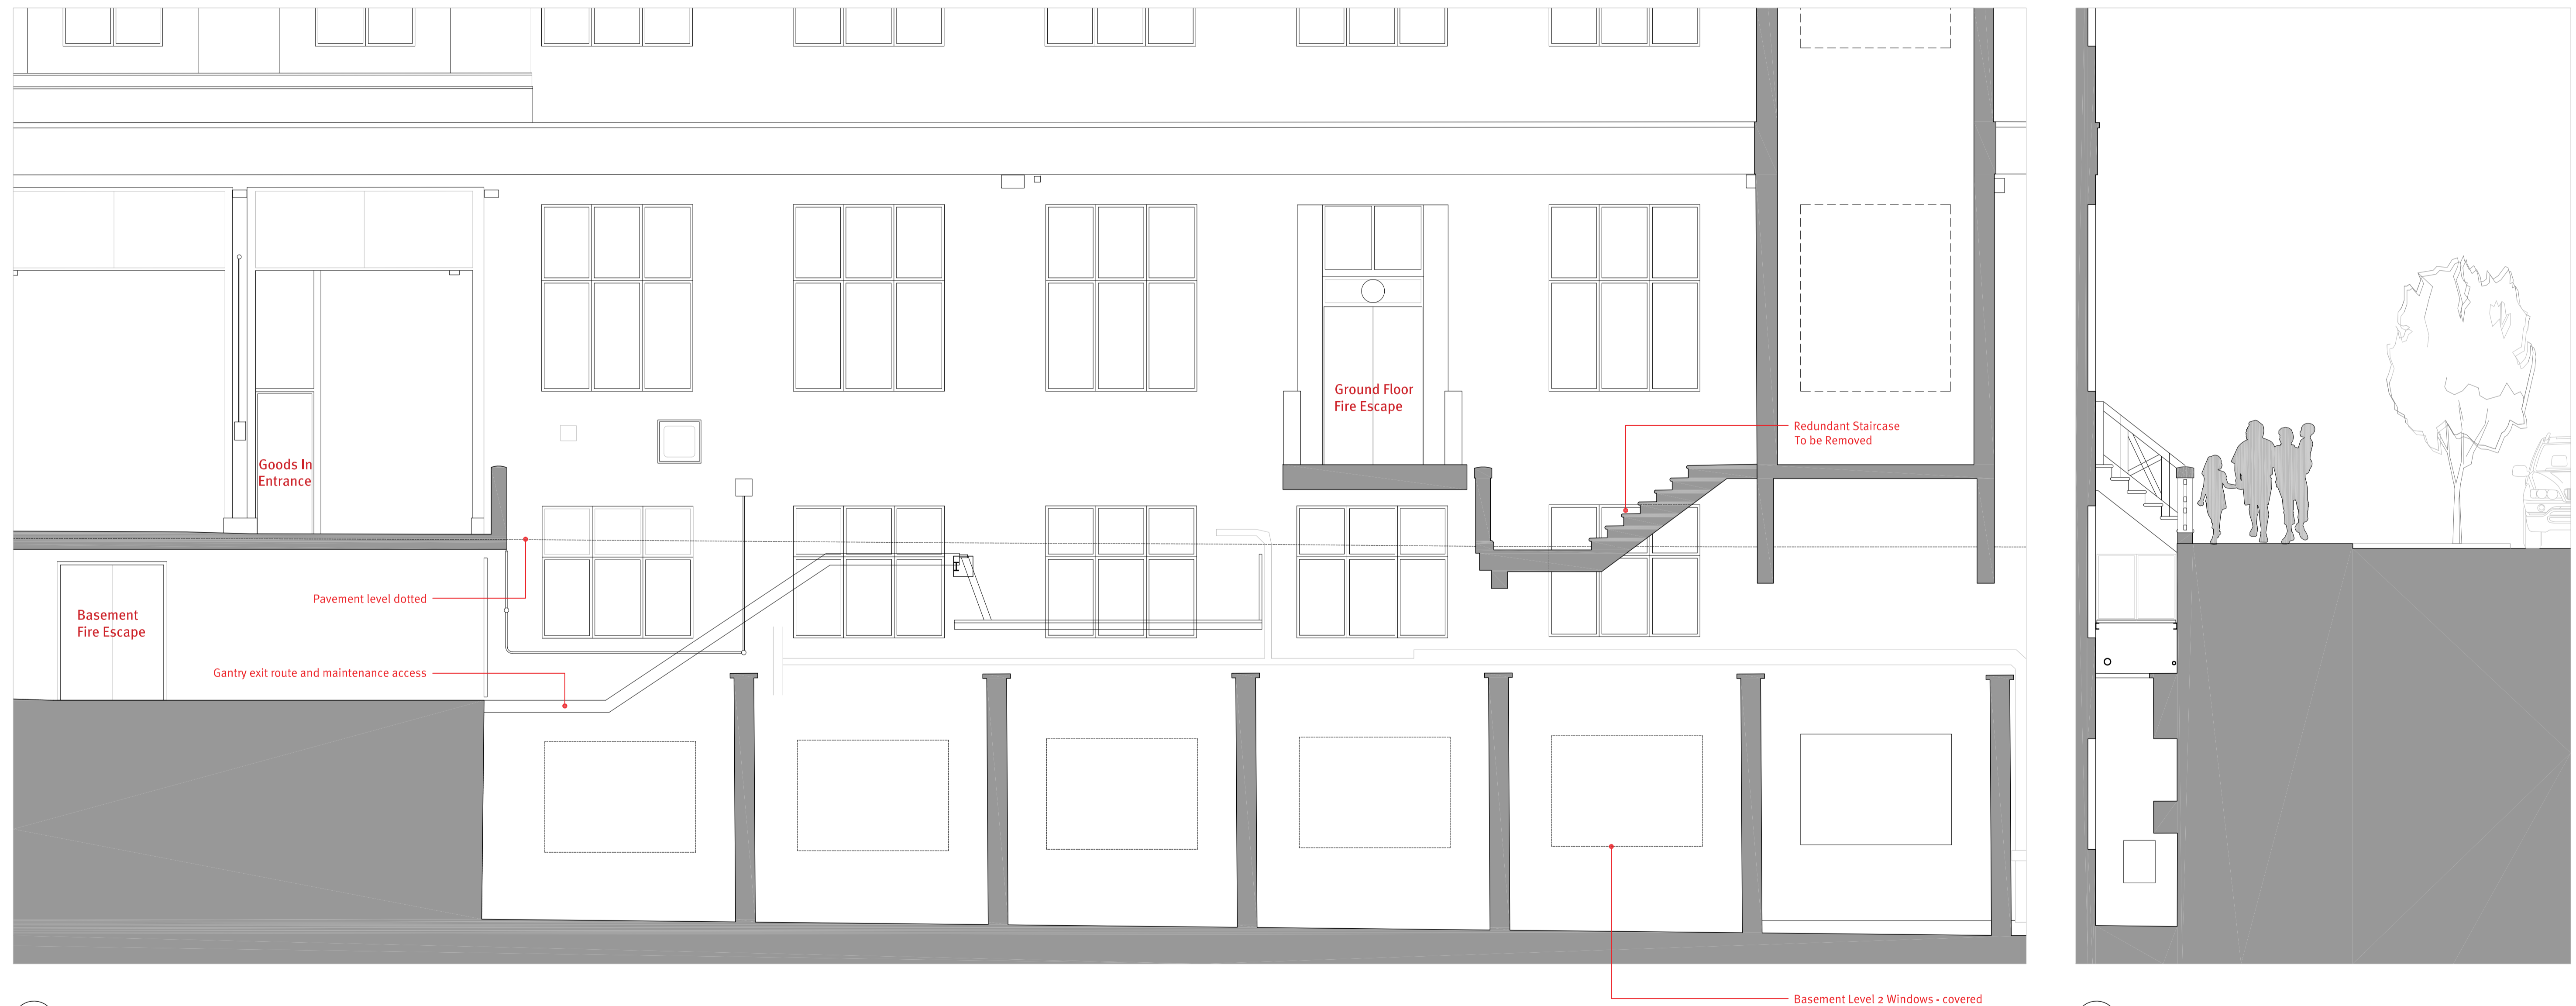 Ground Floor
Fire Escape
Redundant Staircase
To be Removed
Goods In
Entrance
Pavement level dotted
Basement
Fire Escape
Gantry exit route and maintenance access
Basement Level 2 Windows - covered